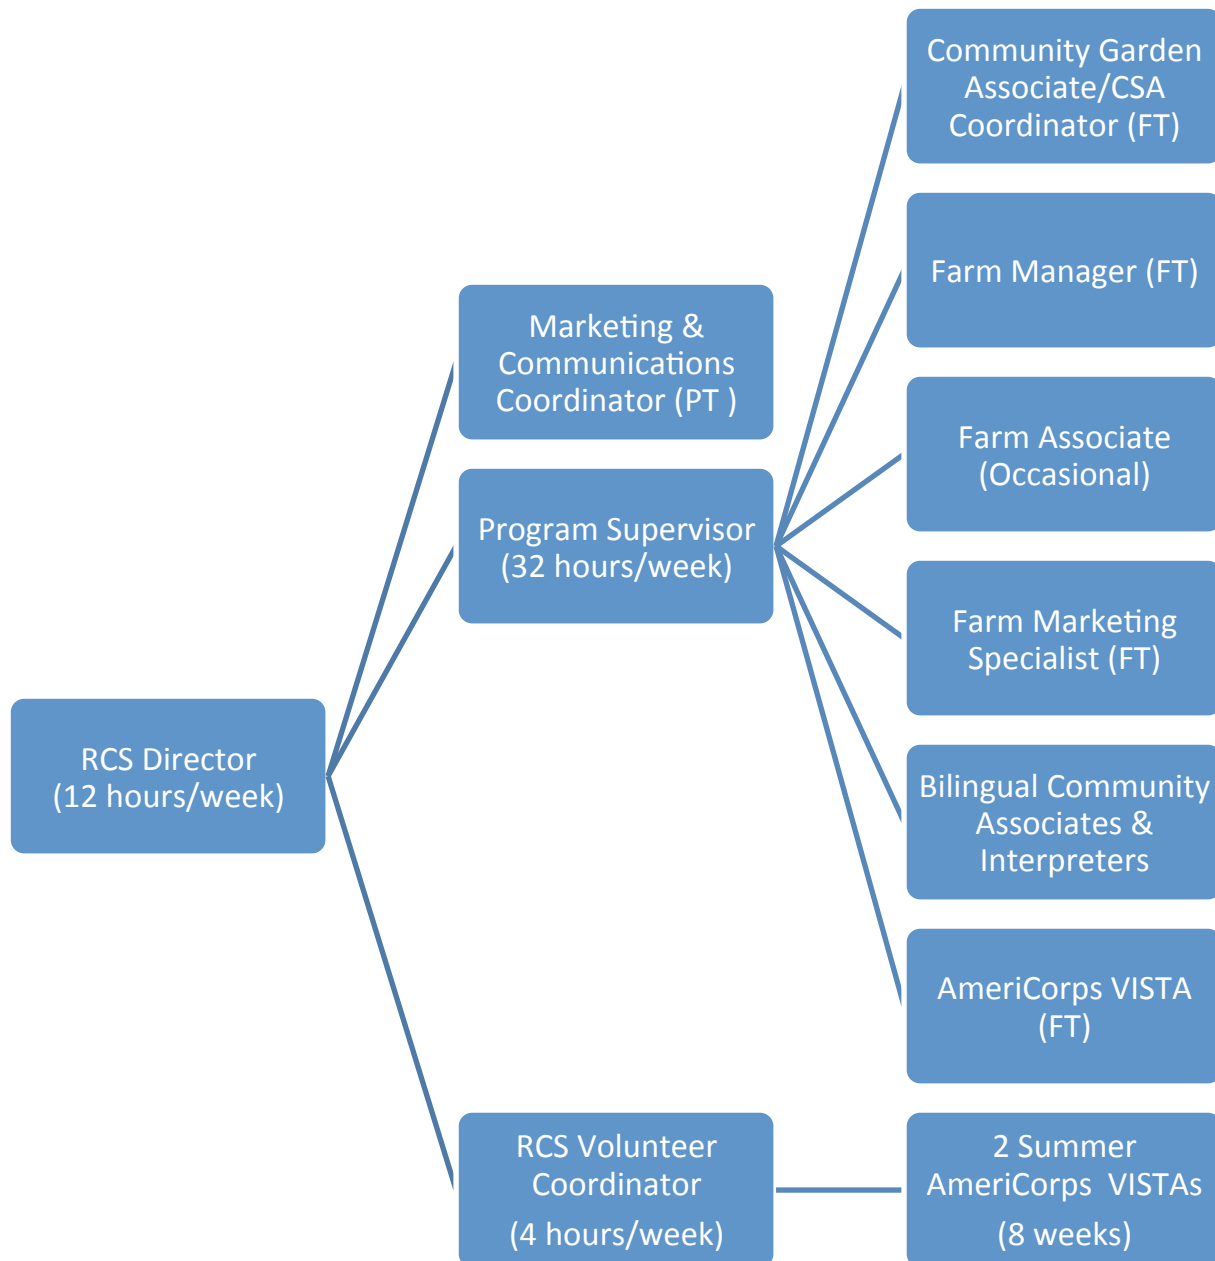 RCS Director
(12 hours/week)
Marketing &
Communications
Coordinator (PT )
Program Supervisor
(32 hours/week)
RCS Volunteer
Coordinator
(4 hours/week)
Community Garden
Associate/CSA
Coordinator (FT)
Farm Manager (FT)
Farm Associate
(Occasional)
Farm Marketing
Specialist (FT)
Bilingual Community
Associates &
Interpreters
AmeriCorps VISTA
(FT)
2 Summer
AmeriCorps VISTAs
(8 weeks)